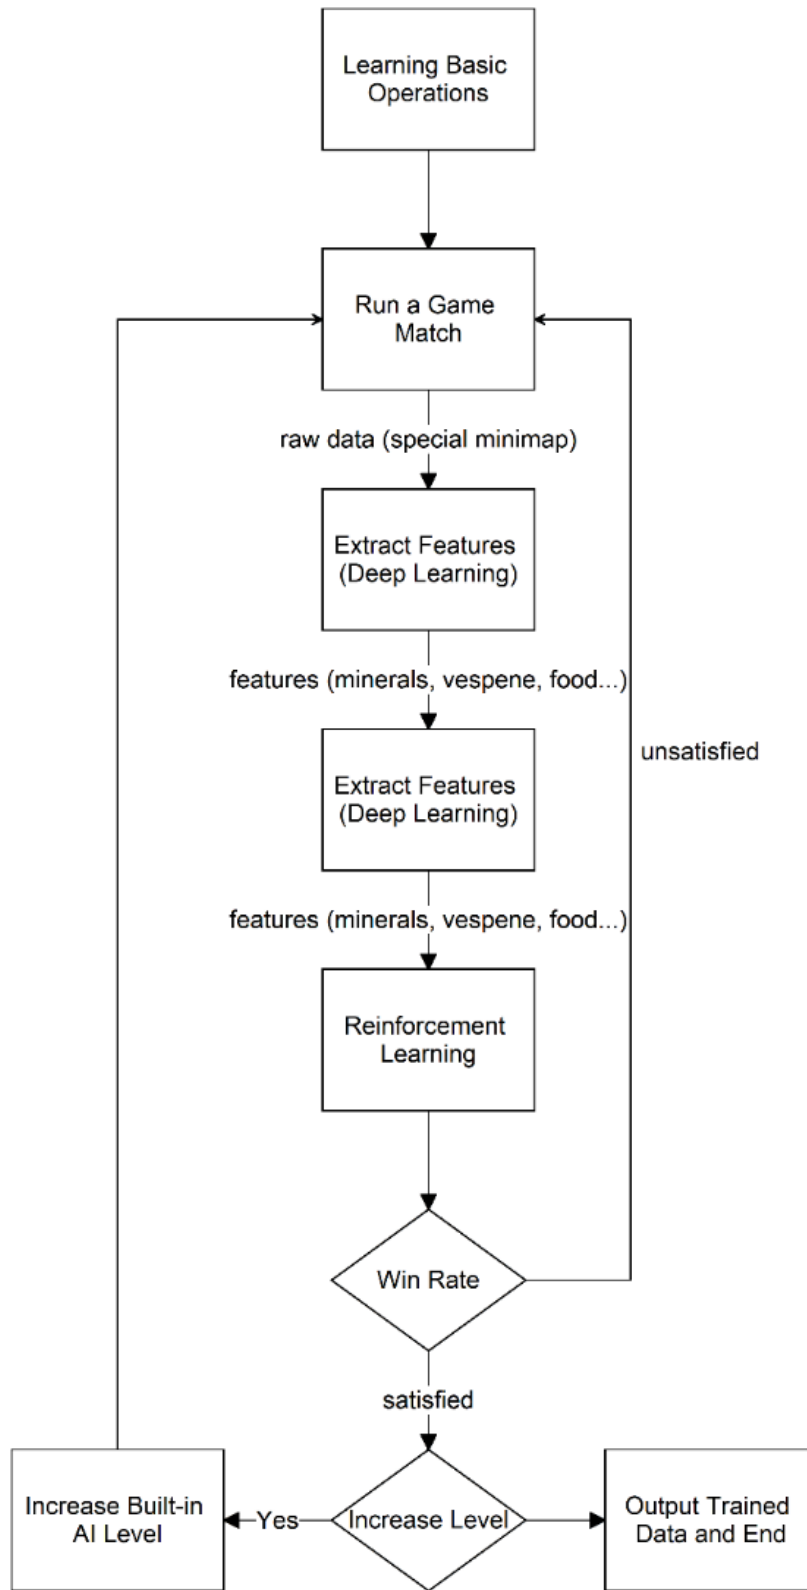 Learning Basic
Operations
Run a Game
Match
raw data (special minimap)
Extract Features
(Deep Learning)
features (minerals, vespene, food...)
unsatisfied
Extract Features
(Deep Learning)
features (minerals, vespene, food...)
Reinforcement
Learning
Win Rate
satisfied
Increase Built-in
AI Level
Yes
Increase Level
Output Trained
Data and End